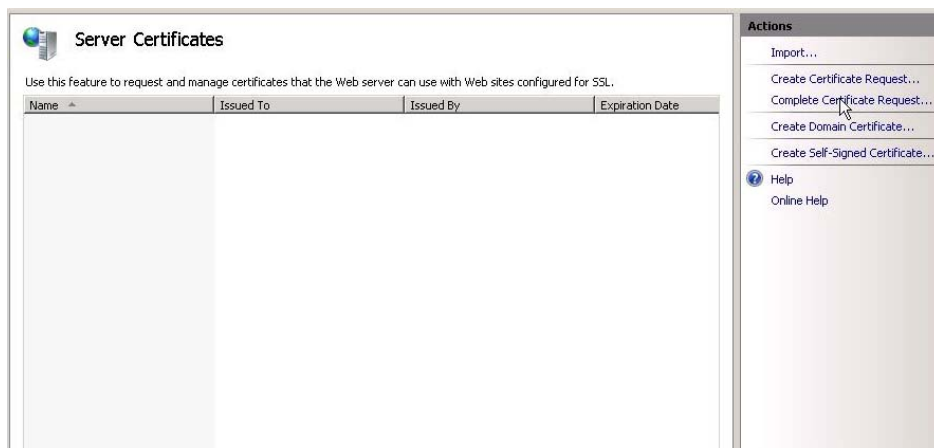 Server Certificates
Use this feature to request and manage certificates that the Web server can use with Web sites configured for SSL.
Name Issued To Issued By Expiration Date
Actions
Import...
Create Certificate Request...
Complete Certificate Request...
Create Domain Certificate...
Create Self-Signed Certificate...
Help
Online Help